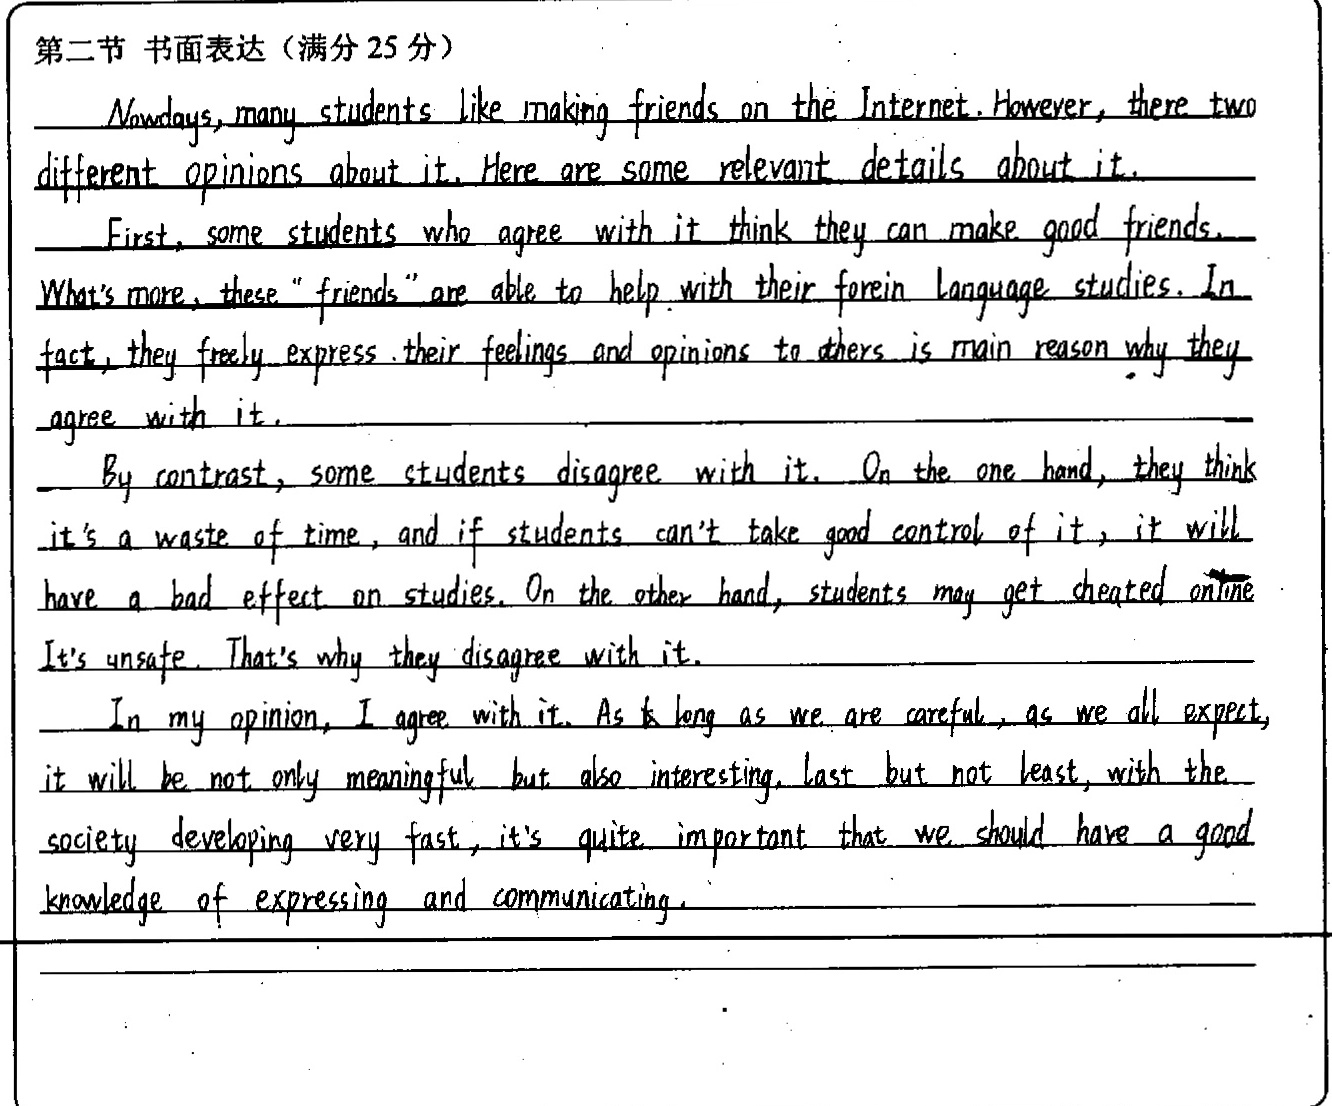 第二节 书面表达（满分 25 分）
Nowdays, many students like making friends on the Internet. However, there two
different opinions about it. Here are some relevant details about it.
First, some students who agree with it think they can make good friends.
What's more, these "friends" are able to help with their forein language studies. In
fact, they freely express their feelings and opinions to others is main reason why they
agree with it.
By contrast, some students disagree with it. On the one hand, they think
it's a waste of time, and if students can't take good control of it, it will
have a bad effect on studies. On the other hand, students may get cheated online
It's unsafe. That's why they disagree with it.
In my opinion, I agree with it. As long as we are careful, as we all expect,
it will be not only meaningful but also interesting. Last but not least, with the
society developing very fast, it's quite important that we should have a good
knowledge of expressing and communicating.